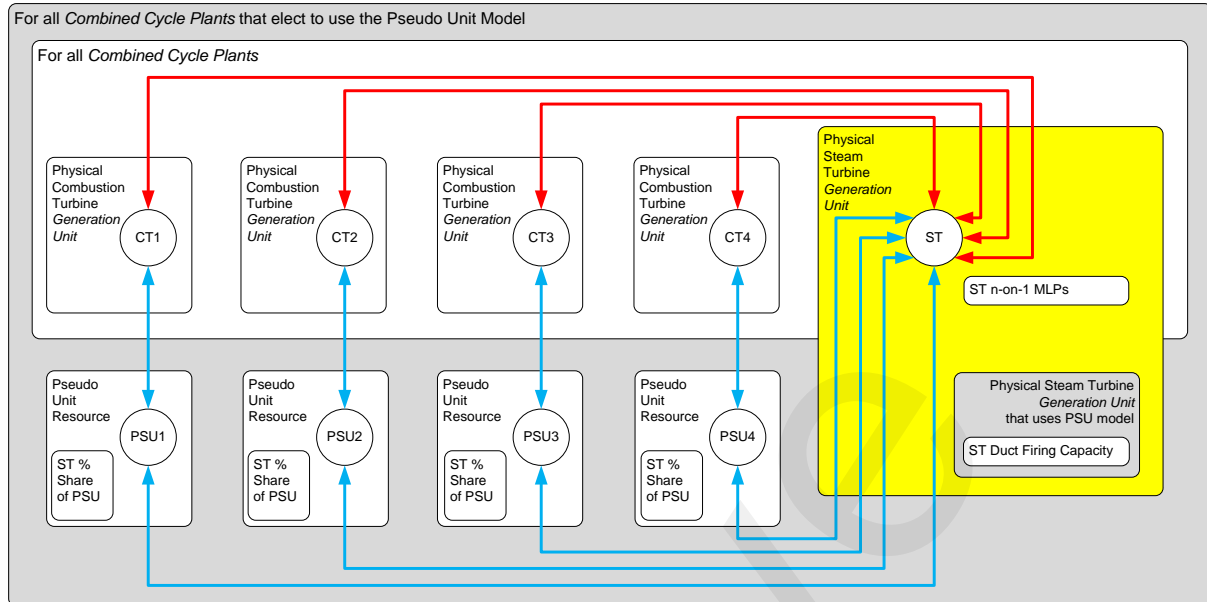 For all Combined Cycle Plants that elect to use the Pseudo Unit Model
For all Combined Cycle Plants
Physical
Combustion
Turbine
Generation
Unit
CT1
Physical
Combustion
Turbine
Generation
Unit
CT2
Physical
Combustion
Turbine
Generation
Unit
CT3
Physical
Combustion
Turbine
Generation
Unit
CT4
Physical
Steam
Turbine
Generation
Unit
ST
ST n-on-1 MLPs
Pseudo
Unit
Resource
PSU1
ST %
Share
of PSU
Pseudo
Unit
Resource
PSU2
ST %
Share
of PSU
Pseudo
Unit
Resource
PSU3
ST %
Share
of PSU
Pseudo
Unit
Resource
PSU4
ST %
Share
of PSU
Physical Steam Turbine
Generation Unit
that uses PSU model
ST Duct Firing Capacity